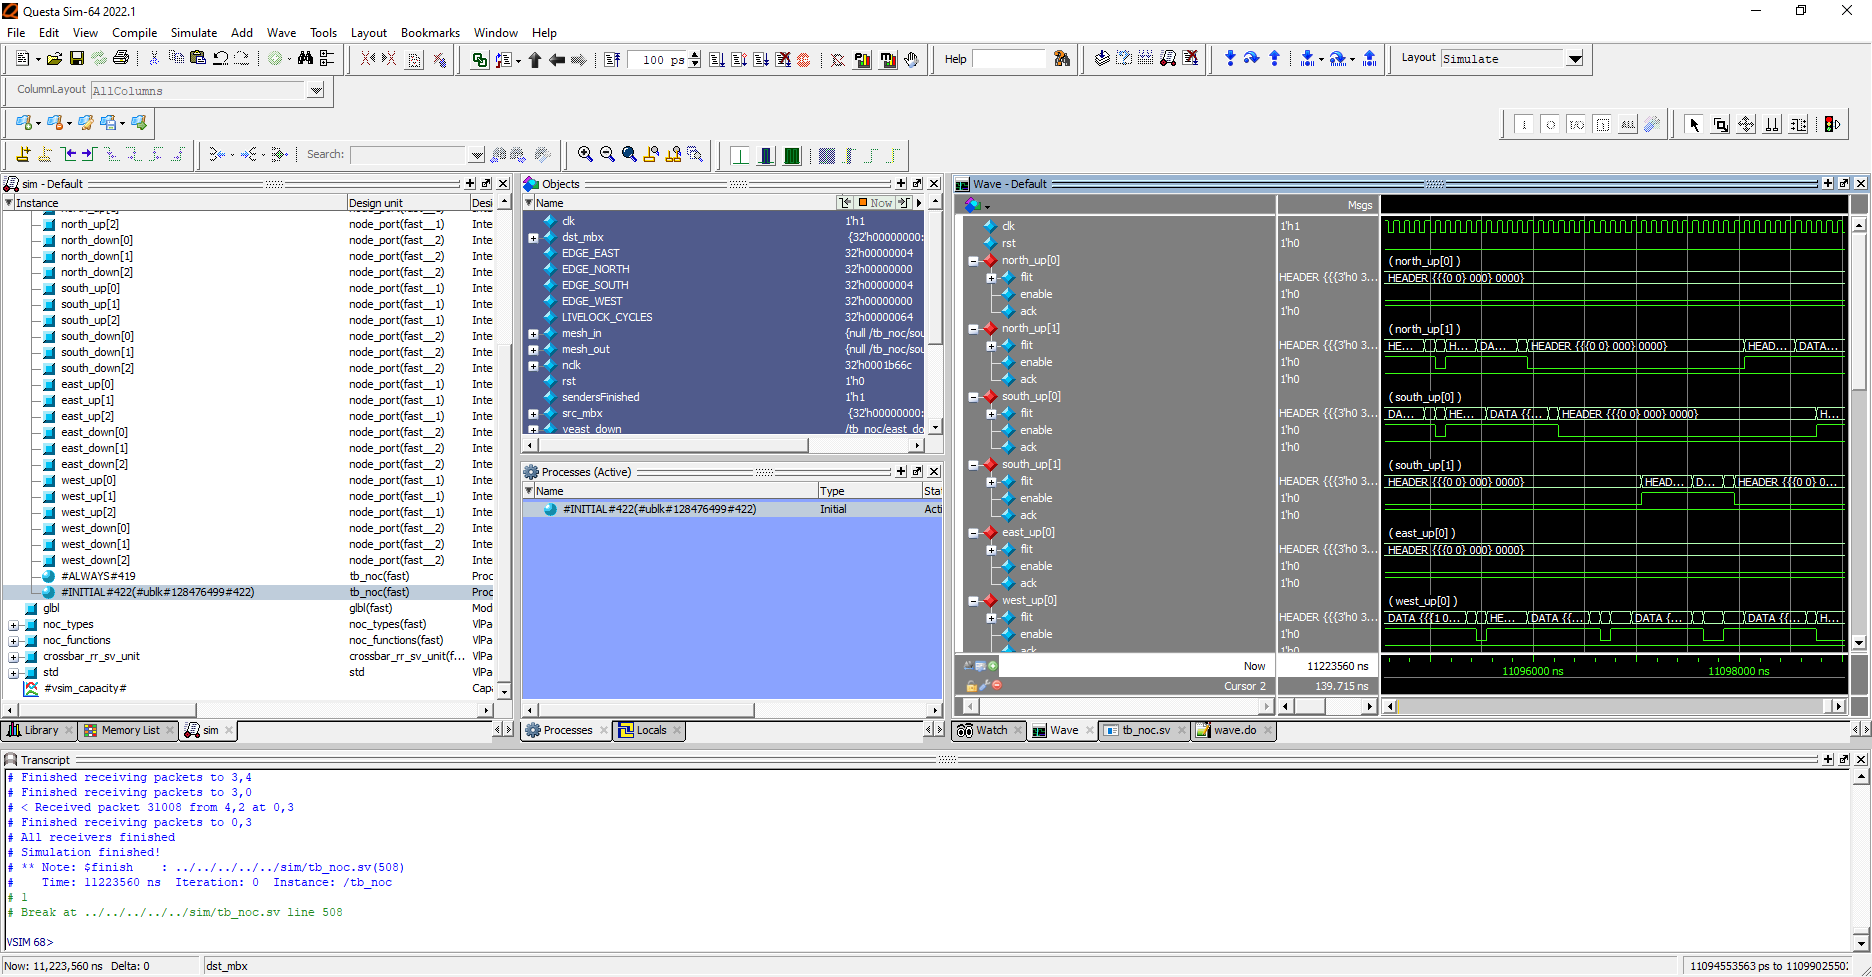 Questa Sim-64 2022.1
File Edit View Compile Simulate Add Wave Tools Layout Bookmarks Window Help
100 ps Help Layout Simulate
ColumnLayout AllColumns
Search:
sim - Default
Instance Design unit Desi
north_up[2] node_port(fast__1) Inte
north_down[0] node_port(fast__2) Inte
north_down[1] node_port(fast__2) Inte
north_down[2] node_port(fast__2) Inte
south_up[0] node_port(fast__1) Inte
south_up[1] node_port(fast__1) Inte
south_up[2] node_port(fast__1) Inte
south_down[0] node_port(fast__2) Inte
south_down[1] node_port(fast__2) Inte
south_down[2] node_port(fast__2) Inte
east_up[0] node_port(fast__1) Inte
east_up[1] node_port(fast__1) Inte
east_up[2] node_port(fast__1) Inte
east_down[0] node_port(fast__2) Inte
east_down[1] node_port(fast__2) Inte
east_down[2] node_port(fast__2) Inte
west_up[0] node_port(fast__1) Inte
west_up[1] node_port(fast__1) Inte
west_up[2] node_port(fast__1) Inte
west_down[0] node_port(fast__2) Inte
west_down[1] node_port(fast__2) Inte
west_down[2] node_port(fast__2) Inte
#ALWAYS#419 tb_noc(fast) Proc
#INITIAL#422(#ublk#128476499#422) tb_noc(fast) Proc
glbl glbl(fast) Mod
noc_types noc_types(fast) VlPa
noc_functions noc_functions(fast) VlPa
crossbar_rr_sv_unit crossbar_rr_sv_unit(f... VlPa
std std VlPa
#vsim_capacity# Capa
Library Memory List sim
Objects
Name Now
clk 1'h1
dst_mbx {32'h00000000:
EDGE_EAST 32'h00000004
EDGE_NORTH 32'h00000000
EDGE_SOUTH 32'h00000004
EDGE_WEST 32'h00000000
LIVELOCK_CYCLES 32'h00000064
mesh_in {null /tb_noc/sou
mesh_out {null /tb_noc/sou
ndk 32'h0001b66c
rst 1'h0
sendersFinished 1'h1
src_mbx {32'h00000000:
yeast_down /tb_noc/east_do
Processes (Active)
Name Type Stat
#INITIAL#422(#ublk#128476499#422) Initial Acti
Processes Locals
Wave - Default
Msgs
clk 1'h1
rst 1'h0
north_up[0] ( north_up[0] )
flit HEADER {{{3'h0 3... HEADER {{{0 0} 000} 0000}
enable 1'h0
ack 1'h0
north_up[1] ( north_up[1] )
flit HEADER {{{3'h0 3... HE... H... DA... HEADER {{{0 0} 000} 0000} HEAD... DATA...
enable 1'h0
ack 1'h0
south_up[0] ( south_up[0] )
flit HEADER {{{3'h0 3... DA... HE... DATA {{... HEADER {{{0 0} 000} 0000} H...
enable 1'h0
ack 1'h0
south_up[1] ( south_up[1] )
flit HEADER {{{3'h0 3... HEADER {{{0 0} 000} 0000} HEAD... D... HEADER {{{0 0} 0...
enable 1'h0
ack 1'h0
east_up[0] ( east_up[0] )
flit HEADER {{{3'h0 3... HEADER {{{0 0} 000} 0000}
enable 1'h0
ack 1'h0
west_up[0] ( west_up[0] )
flit HEADER {{{3'h0 3... DATA {{{1 0... HE... DATA {{... DATA {{... DATA {{... H...
enable 1'h0
ack 1'h0
Now 11223560 ns 11096000 ns 11098000 ns
Cursor 2 139.715 ns
Watch Wave tb_noc.sv wave.do
Transcript
# Finished receiving packets to 3,4
# Finished receiving packets to 3,0
# < Received packet 31008 from 4,2 at 0,3
# Finished receiving packets to 0,3
# All receivers finished
# Simulation finished!
# ** Note: $finish : ../../../../../sim/tb_noc.sv(508)
# Time: 11223560 ns Iteration: 0 Instance: /tb_noc
# 1
# Break at ../../../../../sim/tb_noc.sv line 508
VSIM 68>
Now: 11,223,560 ns Delta: 0 dst_mbx 11094553563 ps to 1109902550